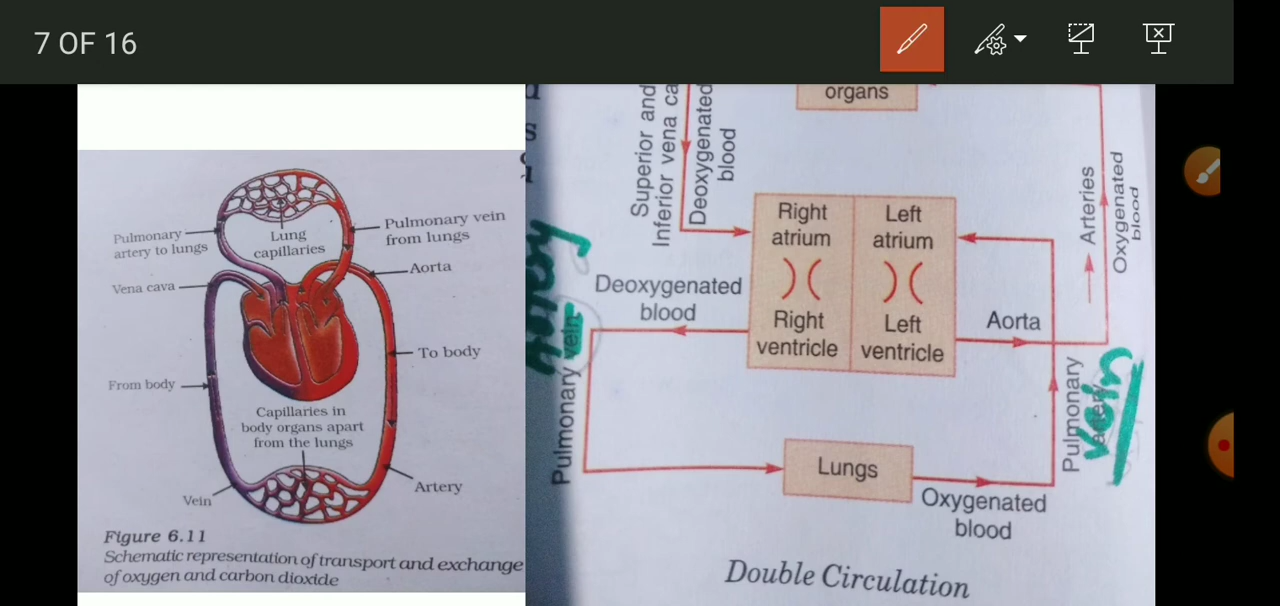 7 OF 16
Pulmonary
artery to lungs
Lung
capillaries
Pulmonary vein
from lungs
Vena cava
Aorta
To body
From body
Capillaries in
body organs apart
from the lungs
Vein
Artery
Figure 6.11
Schematic representation of transport and exchange
of oxygen and carbon dioxide
organs
Superior and
Inferior vena ca
Deoxygenated
blood
Right
atrium
Left
atrium
Right
ventricle
Left
ventricle
Deoxygenated
blood
Pulmonary vein
Aorta
Arteries
Oxygenated
blood
Pulmonary
vein
Lungs
Oxygenated
blood
Double Circulation